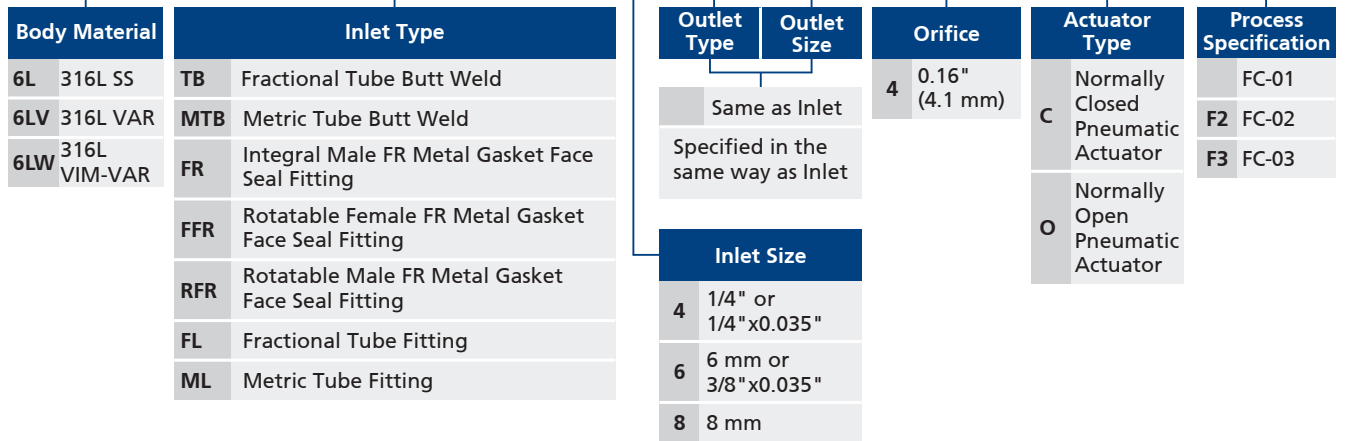 Body Material
6L 316L SS
6LV 316L VAR
6LW 316L
VIM-VAR
Inlet Type
TB Fractional Tube Butt Weld
MTB Metric Tube Butt Weld
FR Integral Male FR Metal Gasket Face
Seal Fitting
FFR Rotatable Female FR Metal Gasket
Face Seal Fitting
RFR Rotatable Male FR Metal Gasket
Face Seal Fitting
FL Fractional Tube Fitting
ML Metric Tube Fitting
Outlet
Type
Outlet
Size
Same as Inlet
Specified in the
same way as Inlet
Inlet Size
4 1/4" or
1/4"x0.035"
6 6 mm or
3/8"x0.035"
8 8 mm
Orifice
4 0.16"
(4.1 mm)
Actuator
Type
C Normally
Closed
Pneumatic
Actuator
O Normally
Open
Pneumatic
Actuator
Process
Specification
FC-01
F2 FC-02
F3 FC-03